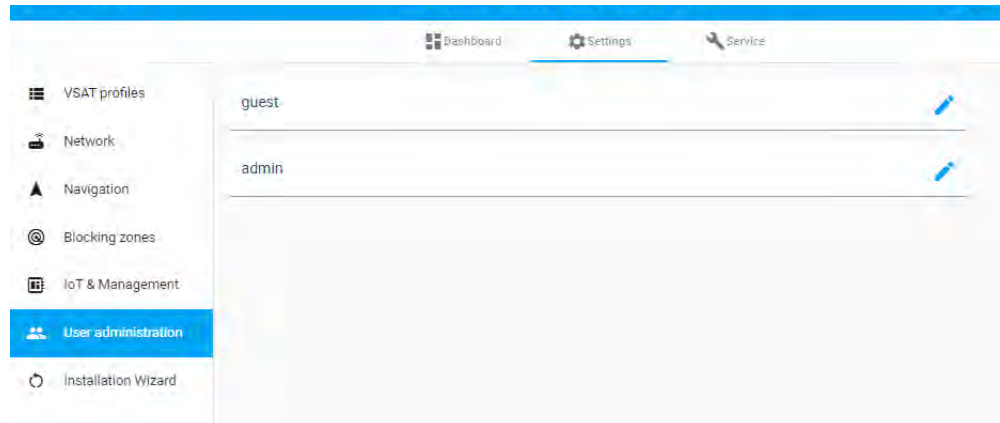 Dashboard
Settings
Service
VSAT profiles
Network
Navigation
Blocking zones
IoT & Management
User administration
Installation Wizard
guest
admin